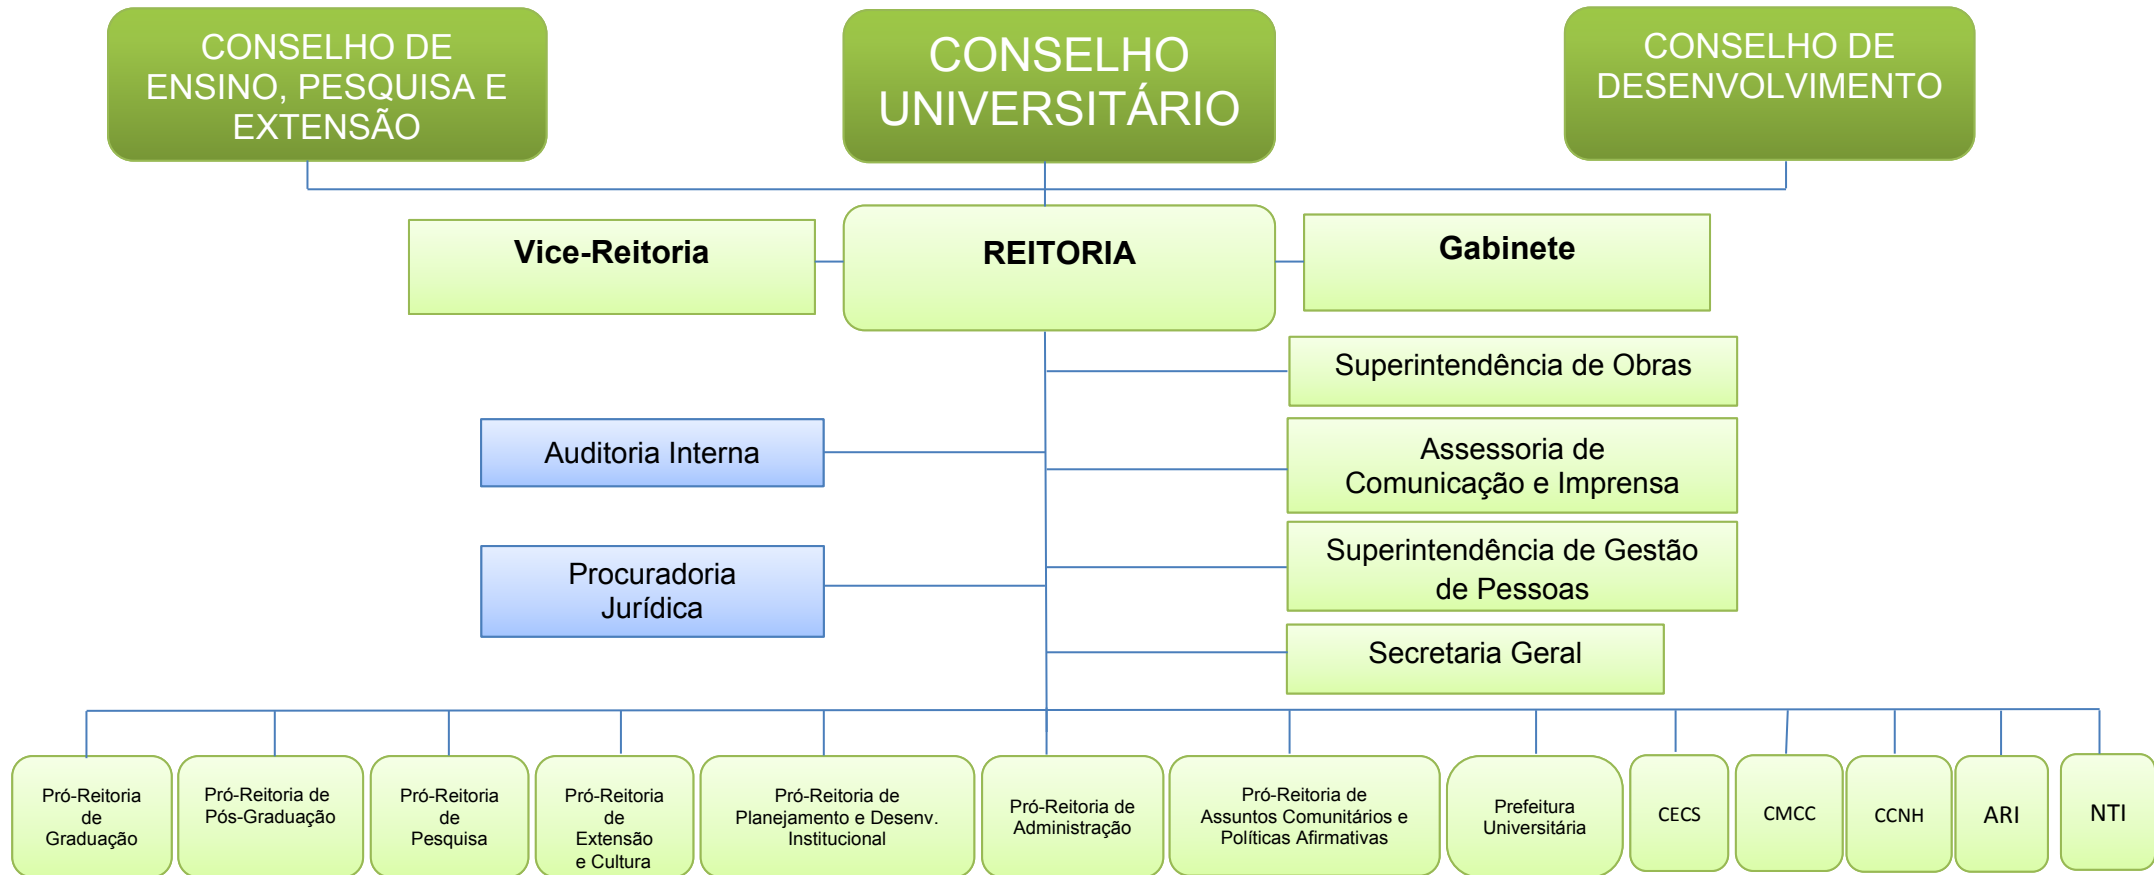 CONSELHO DE
ENSINO, PESQUISA E
EXTENSÃO
CONSELHO
UNIVERSITÁRIO
CONSELHO DE
DESENVOLVIMENTO
Vice-Reitoria
REITORIA
Gabinete
Superintendência de Obras
Auditoria Interna
Assessoria de
Comunicação e Imprensa
Procuradoria
Jurídica
Superintendência de Gestão
de Pessoas
Secretaria Geral
Pró-Reitoria
de
Graduação
Pró-Reitoria de
Pós-Graduação
Pró-Reitoria
de
Pesquisa
Pró-Reitoria
de
Extensão
e Cultura
Pró-Reitoria de
Planejamento e Desenv.
Institucional
Pró-Reitoria de
Administração
Pró-Reitoria de
Assuntos Comunitários e
Políticas Afirmativas
Prefeitura
Universitária
CECS
CMCC
CCNH
ARI
NTI